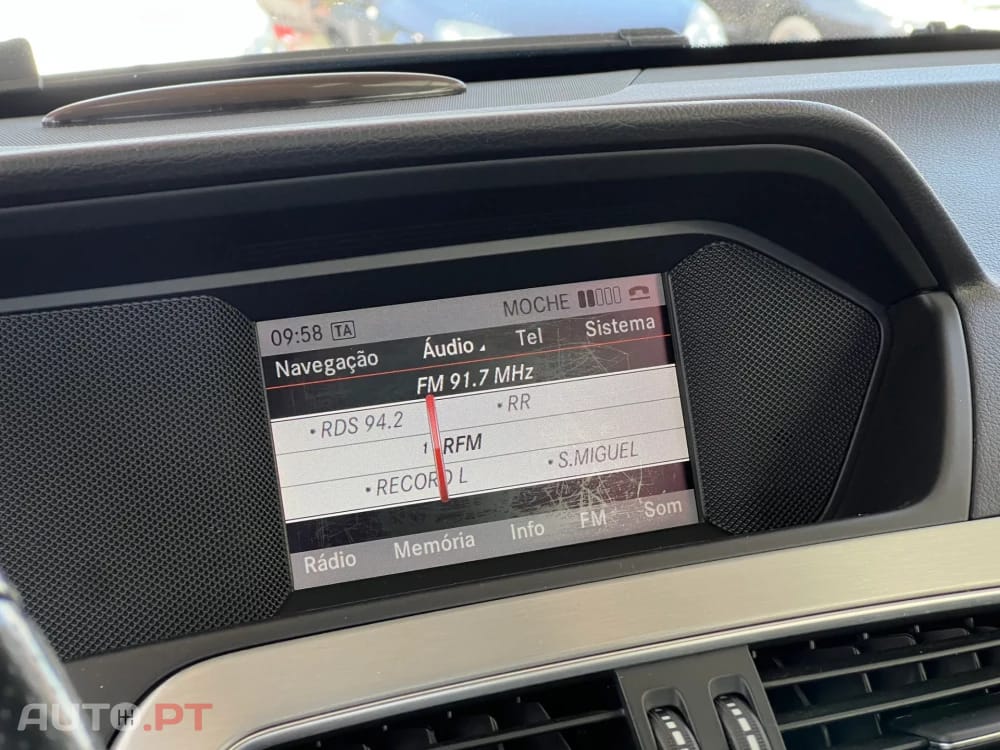 MOCHE
09:58 TA
Navegação Áudio Tel Sistema
FM 91.7 MHz
• RDS 94.2 • RR
1 RFM
• RECORD L • S.MIGUEL
Rádio Memória Info FM Som
AUTO.PT